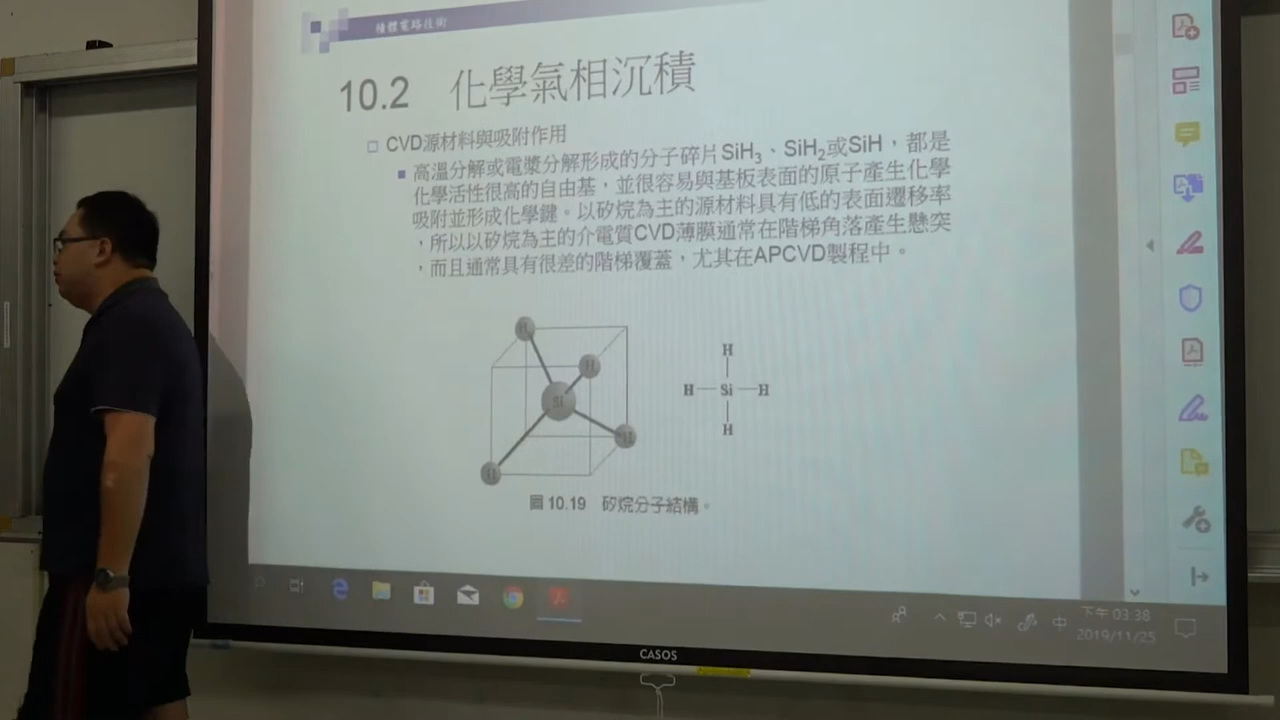 積體電路技術
10.2 化學氣相沉積
CVD源材料與吸附作用
高溫分解或電漿分解形成的分子碎片SiH₃、SiH₂或SiH，都是
化學活性很高的自由基，並很容易與基板表面的原子產生化學
吸附並形成化學鍵。以矽烷為主的源材料具有低的表面遷移率
，所以以矽烷為主的介電質CVD薄膜通常在階梯角落產生懸突
，而且通常具有很差的階梯覆蓋，尤其在APCVD製程中。
H
H
Si
H
H
H
H Si H
H
圖 10.19 矽烷分子結構。
中
下午 03:38
2019/11/25
CASOS